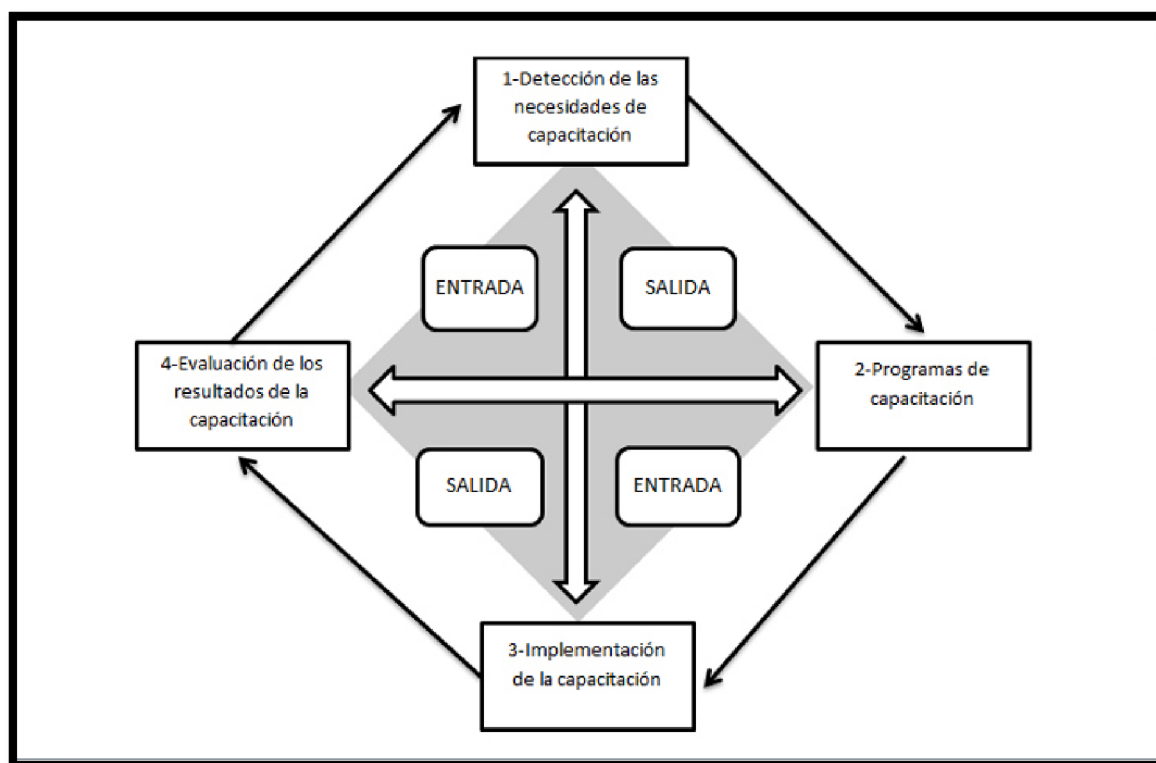 1-Detección de las
necesidades de
capacitación
ENTRADA
SALIDA
4-Evaluación de los
resultados de la
capacitación
2-Programas de
capacitación
SALIDA
ENTRADA
3-Implementación
de la capacitación